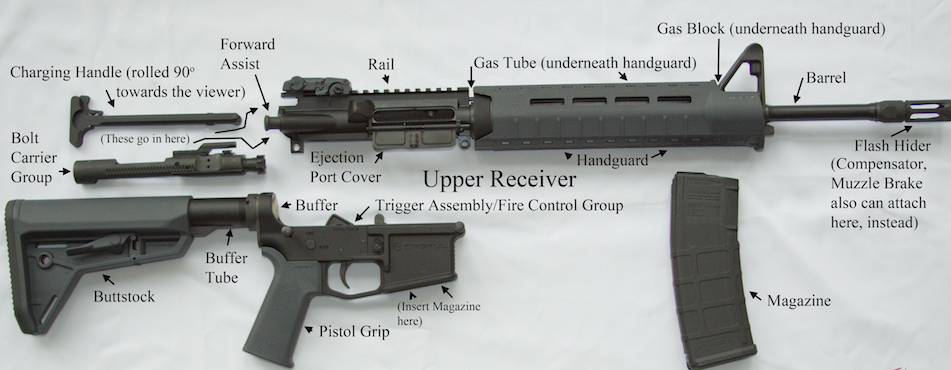 Gas Block (underneath handguard)
Forward
Assist
Rail
Gas Tube (underneath handguard)
Barrel
Charging Handle (rolled 90º
towards the viewer)
(These go in here)
Bolt
Carrier
Group
Ejection
Port Cover
Handguard
Flash Hider
(Compensator,
Muzzle Brake
also can attach
here, instead)
Upper Receiver
Buffer
Trigger Assembly/Fire Control Group
Buffer
Tube
Buttstock
(Insert Magazine
here)
Pistol Grip
Magazine